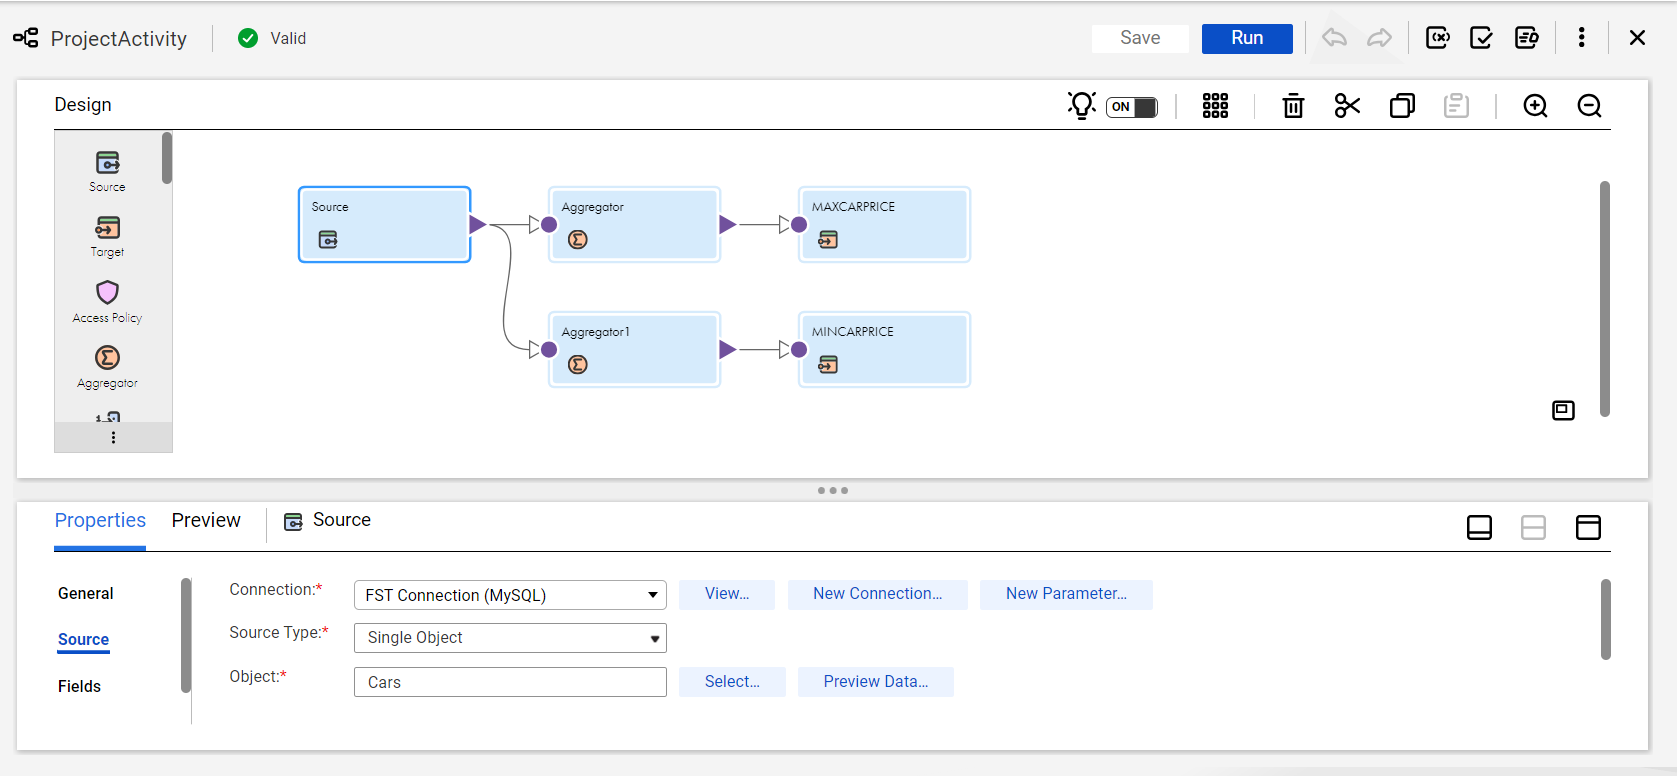 ProjectActivity Valid Save Run
Design ON
Source
Target
Access Policy
Aggregator
Source Aggregator MAXCARPRICE
Aggregator1 MINCARPRICE
Properties Preview Source
General
Source
Fields
Connection:* FST Connection (MySQL) View... New Connection... New Parameter...
Source Type:* Single Object
Object:* Cars Select... Preview Data...